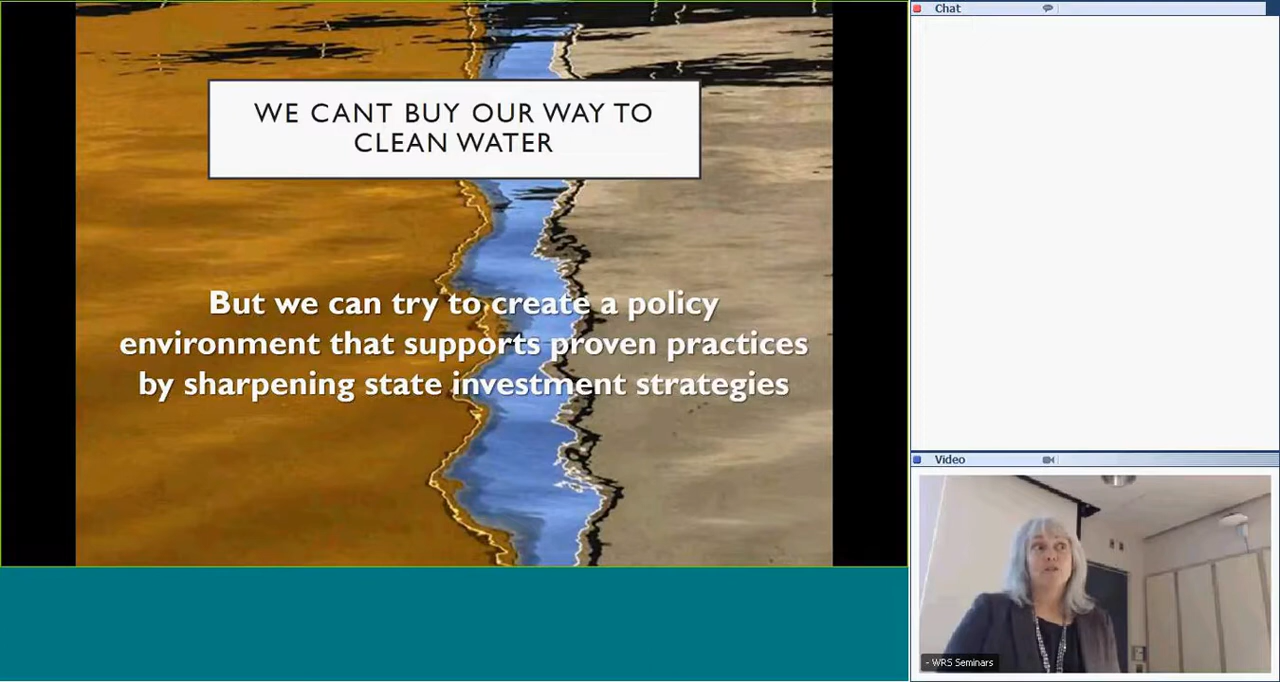 WE CANT BUY OUR WAY TO
CLEAN WATER
But we can try to create a policy
environment that supports proven practices
by sharpening state investment strategies
Chat
Video
- WRS Seminars